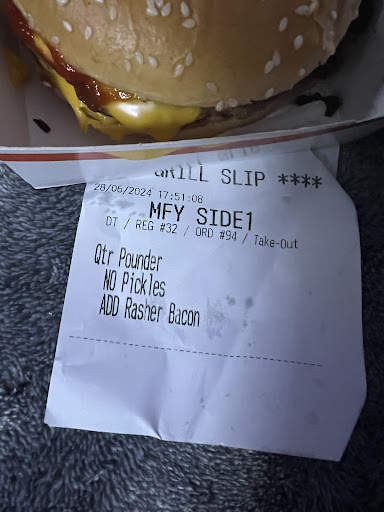 GRILL SLIP ****
28/06/2024 17:51:08
MFY SIDE1
DT / REG #32 / ORD #94 / Take-Out
Qtr Pounder
NO Pickles
ADD Rasher Bacon